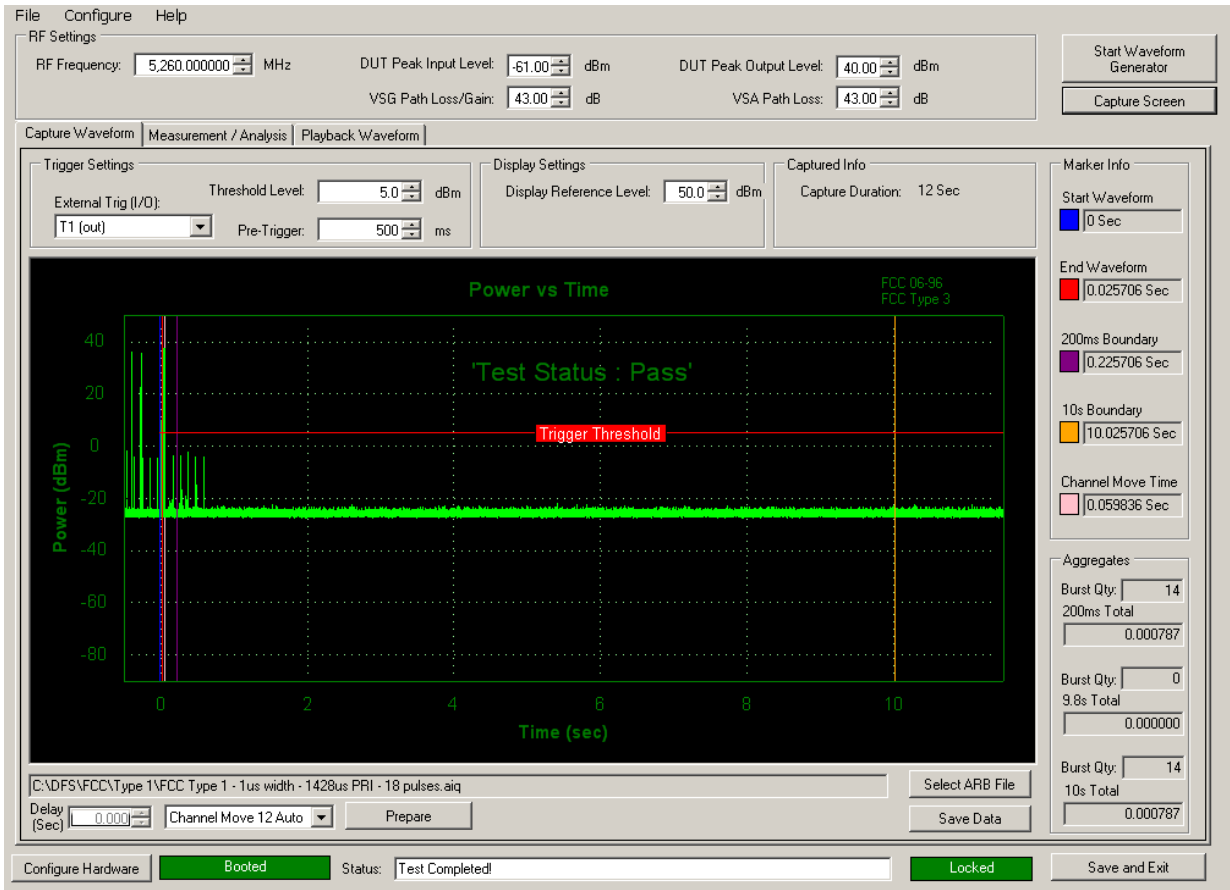 File Configure Help
RF Settings
RF Frequency: 5,260.000000 MHz
DUT Peak Input Level: -61.00 dBm
DUT Peak Output Level: 40.00 dBm
VSG Path Loss/Gain: 43.00 dB
VSA Path Loss: 43.00 dB
Start Waveform
Generator
Capture Screen
Capture Waveform Measurement / Analysis Playback Waveform
Trigger Settings
External Trig (I/O):
T1 (out)
Threshold Level: 5.0 dBm
Pre-Trigger: 500 ms
Display Settings
Display Reference Level: 50.0 dBm
Captured Info
Capture Duration: 12 Sec
Marker Info
Start Waveform
0 Sec
End Waveform
0.025706 Sec
200ms Boundary
0.225706 Sec
10s Boundary
10.025706 Sec
Channel Move Time
0.059836 Sec
Power vs Time
FCC 06-96
FCC Type 3
'Test Status : Pass'
Trigger Threshold
Power (dBm)
40
20
0
-20
-40
-60
-80
0 2 4 6 8 10
Time (sec)
Aggregates
Burst Qty: 14
200ms Total
0.000787
Burst Qty: 0
9.8s Total
0.000000
Burst Qty: 14
10s Total
0.000787
C:\DFS\FCC\Type 1\FCC Type 1 - 1us width - 1428us PRI - 18 pulses.aiq
Select ARB File
Delay
(Sec) 0.000 Channel Move 12 Auto Prepare
Save Data
Configure Hardware Booted Status: Test Completed! Locked Save and Exit